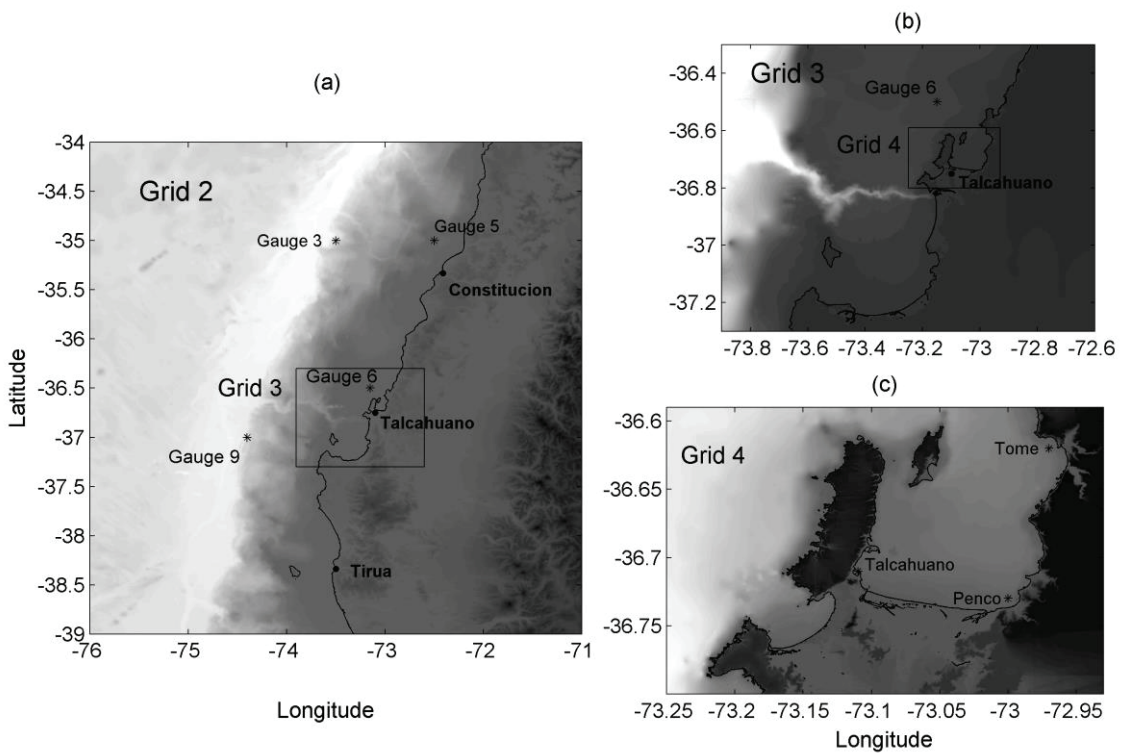 (a)
Latitude
-34
-34.5
-35
-35.5
-36
-36.5
-37
-37.5
-38
-38.5
-39
Grid 2
Gauge 3
Gauge 5
Constitucion
Grid 3
Gauge 6
Talcahuano
Gauge 9
Tirua
-76 -75 -74 -73 -72 -71
Longitude
(b)
-36.4
-36.6
-36.8
-37
-37.2
Grid 3
Gauge 6
Grid 4
Talcahuano
-73.8 -73.6 -73.4 -73.2 -73 -72.8 -72.6
(c)
-36.6
-36.65
-36.7
-36.75
Grid 4
Tome
Talcahuano
Penco
-73.25 -73.2 -73.15 -73.1 -73.05 -73 -72.95
Longitude